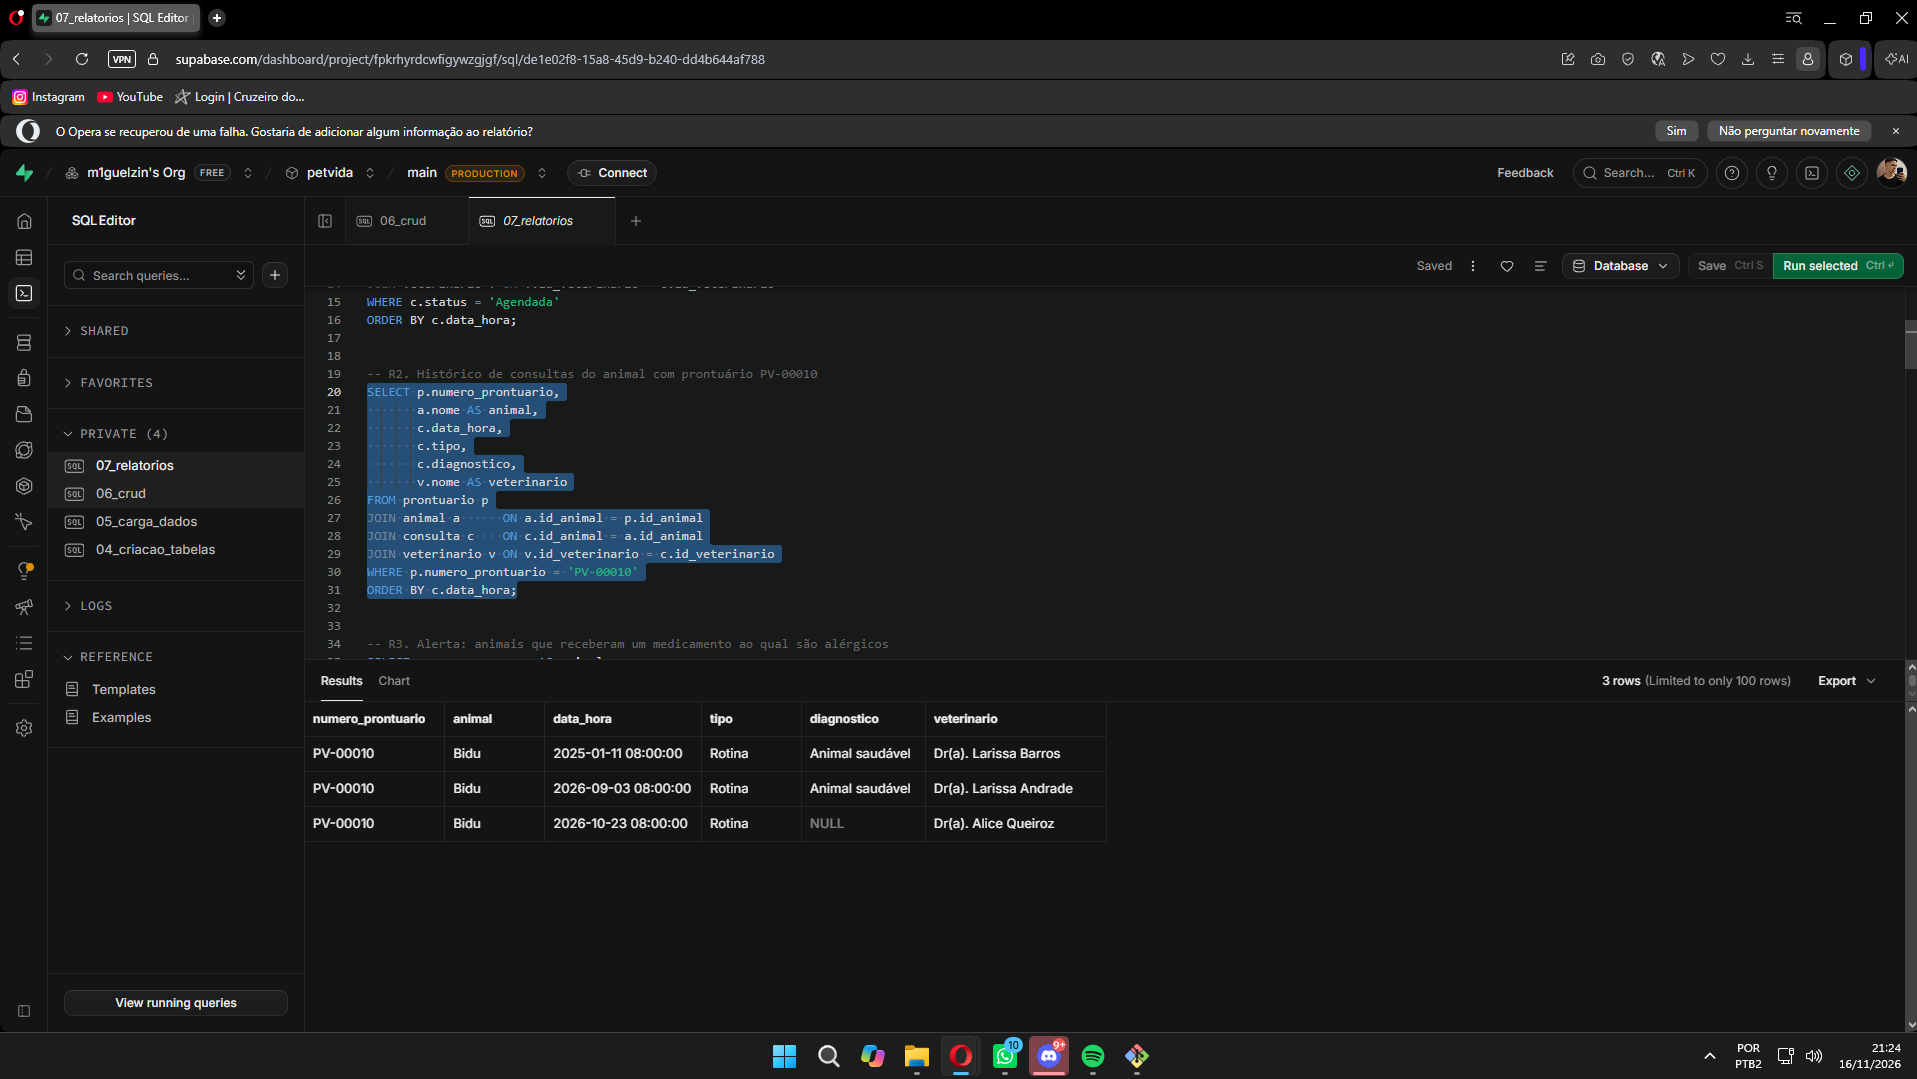 07_relatorios | SQL Editor
VPN
supabase.com/dashboard/project/fpkrhyrdcwfigywzgjgf/sql/de1e02f8-15a8-45d9-b240-dd4b644af788
AI
Instagram
YouTube
Login | Cruzeiro do...
O Opera se recuperou de uma falha. Gostaria de adicionar algum informação ao relatório?
Sim
Não perguntar novamente
m1guelzin's Org
FREE
petvida
main
PRODUCTION
Connect
Feedback
Search...
Ctrl K
SQL Editor
SQL 06_crud
SQL 07_relatorios
Search queries...
Saved
Database
Save Ctrl S
Run selected Ctrl
SHARED
FAVORITES
PRIVATE (4)
SQL 07_relatorios
SQL 06_crud
SQL 05_carga_dados
SQL 04_criacao_tabelas
LOGS
REFERENCE
Templates
Examples
View running queries
15 WHERE c.status = 'Agendada'
16 ORDER BY c.data_hora;
17
18
19 -- R2. Histórico de consultas do animal com prontuário PV-00010
20 SELECT p.numero_prontuario,
21 a.nome AS animal,
22 c.data_hora,
23 c.tipo,
24 c.diagnostico,
25 v.nome AS veterinario
26 FROM prontuario p
27 JOIN animal a ON a.id_animal = p.id_animal
28 JOIN consulta c ON c.id_animal = a.id_animal
29 JOIN veterinario v ON v.id_veterinario = c.id_veterinario
30 WHERE p.numero_prontuario = 'PV-00010'
31 ORDER BY c.data_hora;
32
33
34 -- R3. Alerta: animais que receberam um medicamento ao qual são alérgicos
Results
Chart
3 rows (Limited to only 100 rows)
Export
numero_prontuario animal data_hora tipo diagnostico veterinario
PV-00010 Bidu 2025-01-11 08:00:00 Rotina Animal saudável Dr(a). Larissa Barros
PV-00010 Bidu 2026-09-03 08:00:00 Rotina Animal saudável Dr(a). Larissa Andrade
PV-00010 Bidu 2026-10-23 08:00:00 Rotina NULL Dr(a). Alice Queiroz
10
9+
POR
PTB2
21:24
16/11/2026